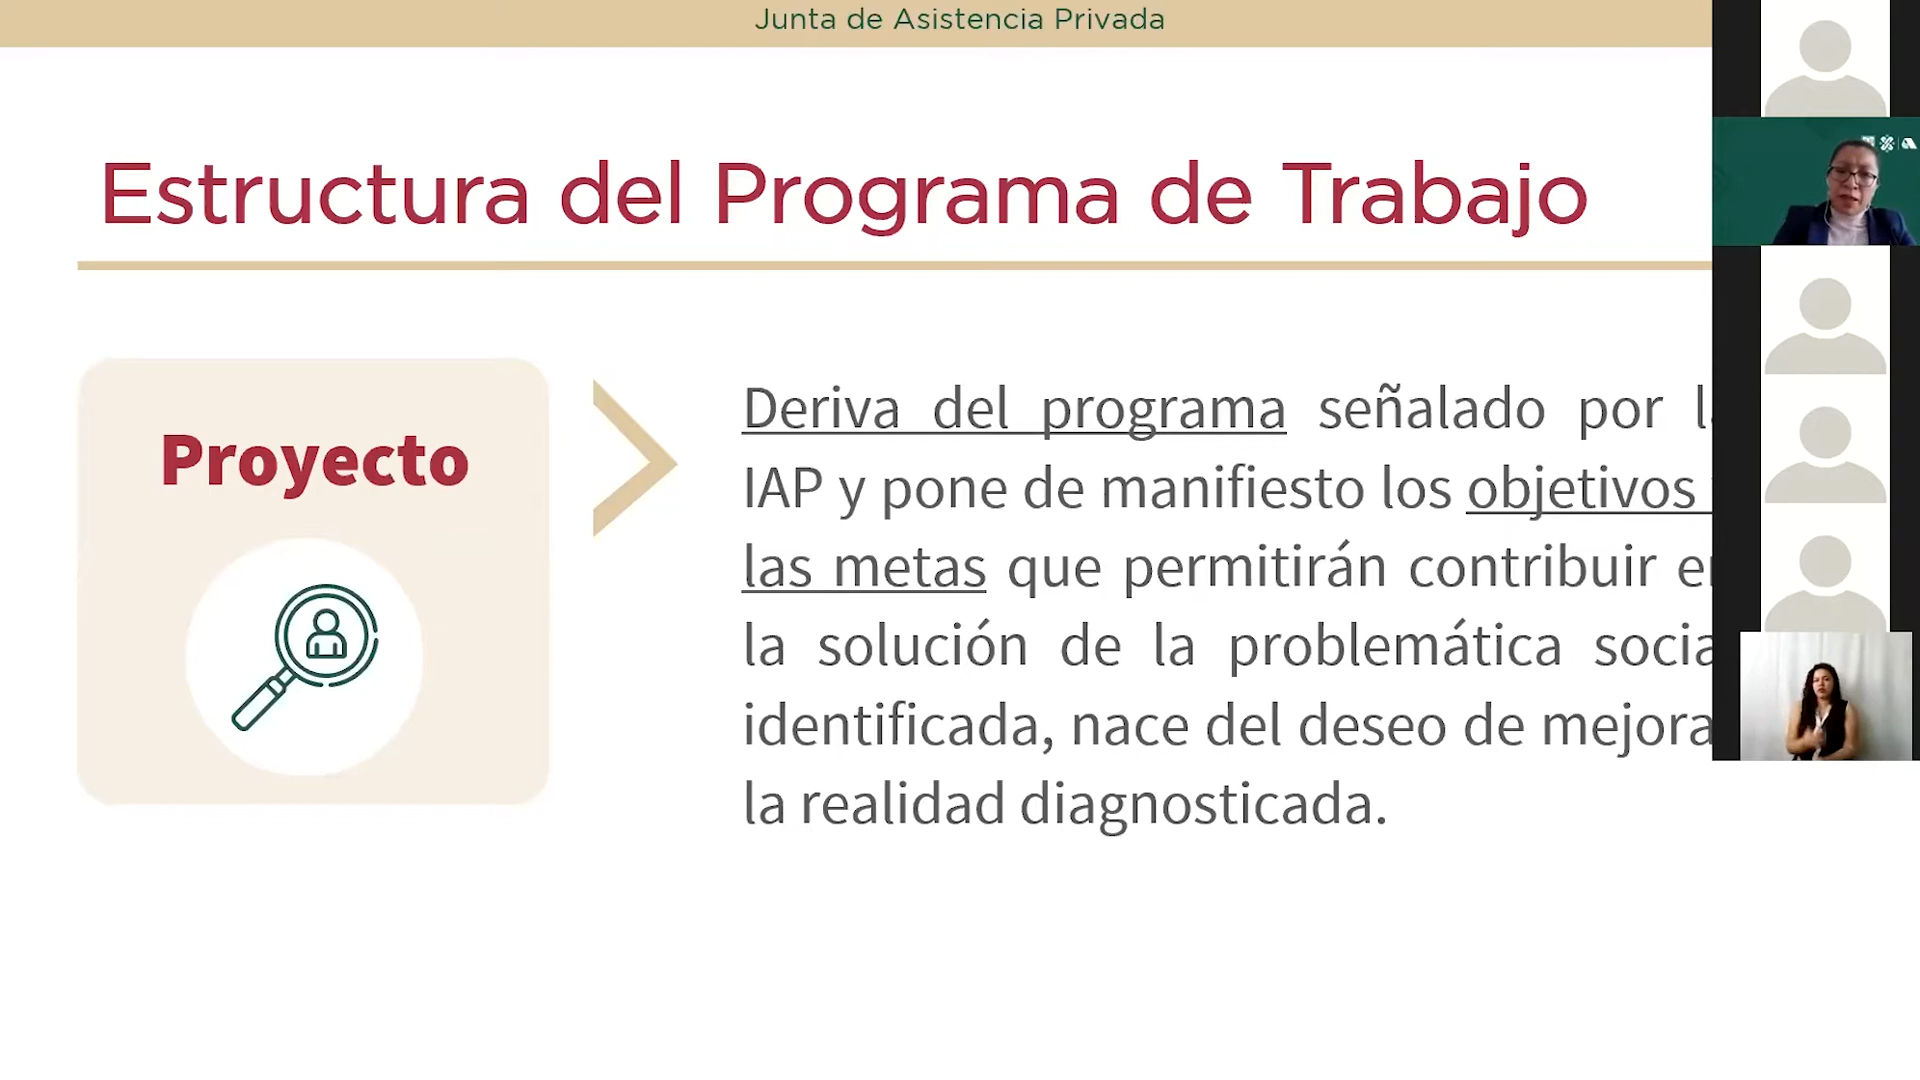 Junta de Asistencia Privada
Estructura del Programa de Trabajo
Proyecto
Deriva del programa señalado por
IAP y pone de manifiesto los objetivos
las metas que permitirán contribuir
la solución de la problemática
identificada, nace del deseo de
la realidad diagnosticada.